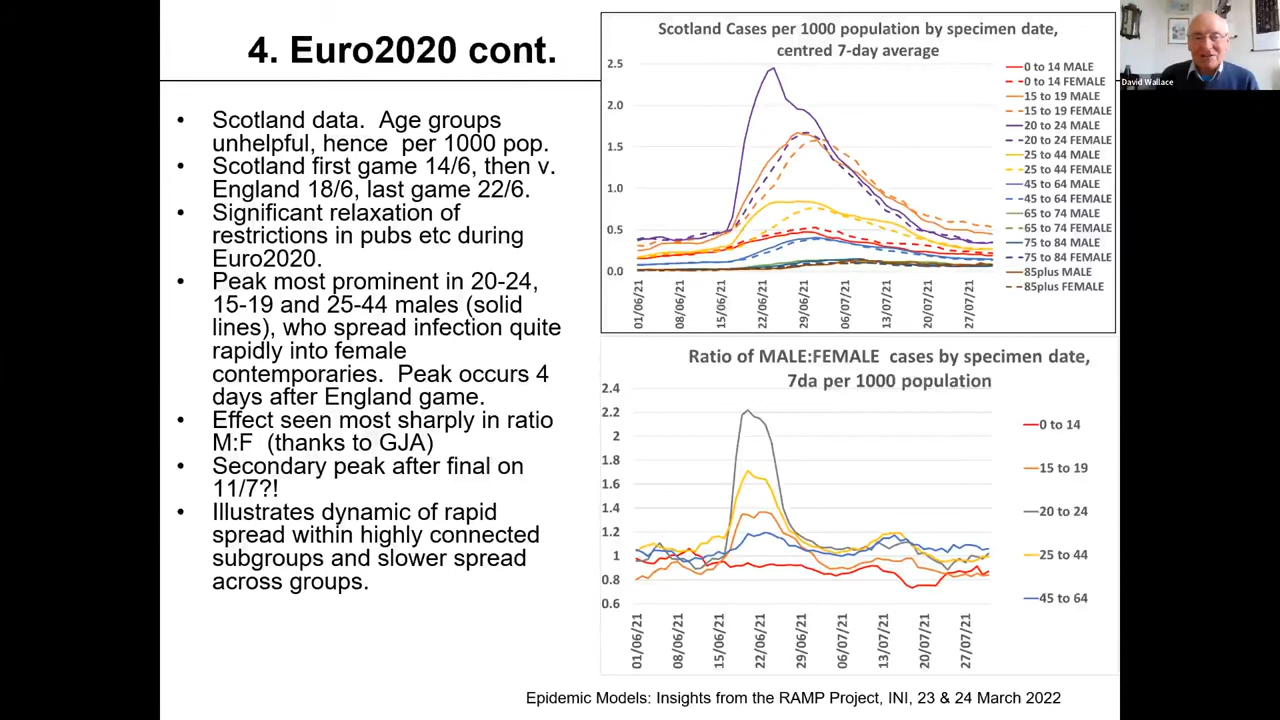 4. Euro2020 cont.
• Scotland data. Age groups
unhelpful, hence per 1000 pop.
• Scotland first game 14/6, then v.
England 18/6, last game 22/6.
• Significant relaxation of
restrictions in pubs etc during
Euro2020.
• Peak most prominent in 20-24,
15-19 and 25-44 males (solid
lines), who spread infection quite
rapidly into female
contemporaries. Peak occurs 4
days after England game.
• Effect seen most sharply in ratio
M:F (thanks to GJA)
• Secondary peak after final on
11/7?!
• Illustrates dynamic of rapid
spread within highly connected
subgroups and slower spread
across groups.
Scotland Cases per 1000 population by specimen date,
centred 7-day average
2.5
2.0
1.5
1.0
0.5
0.0
01/06/21
08/06/21
15/06/21
22/06/21
29/06/21
06/07/21
13/07/21
20/07/21
27/07/21
0 to 14 MALE
0 to 14 FEMALE
15 to 19 MALE
15 to 19 FEMALE
20 to 24 MALE
20 to 24 FEMALE
25 to 44 MALE
25 to 44 FEMALE
45 to 64 MALE
45 to 64 FEMALE
65 to 74 MALE
65 to 74 FEMALE
75 to 84 MALE
75 to 84 FEMALE
85plus MALE
85plus FEMALE
Ratio of MALE:FEMALE cases by specimen date,
7da per 1000 population
2.4
2.2
2
1.8
1.6
1.4
1.2
1
0.8
0.6
01/06/21
08/06/21
15/06/21
22/06/21
29/06/21
06/07/21
13/07/21
20/07/21
27/07/21
0 to 14
15 to 19
20 to 24
25 to 44
45 to 64
David Wallace
Epidemic Models: Insights from the RAMP Project, INI, 23 & 24 March 2022